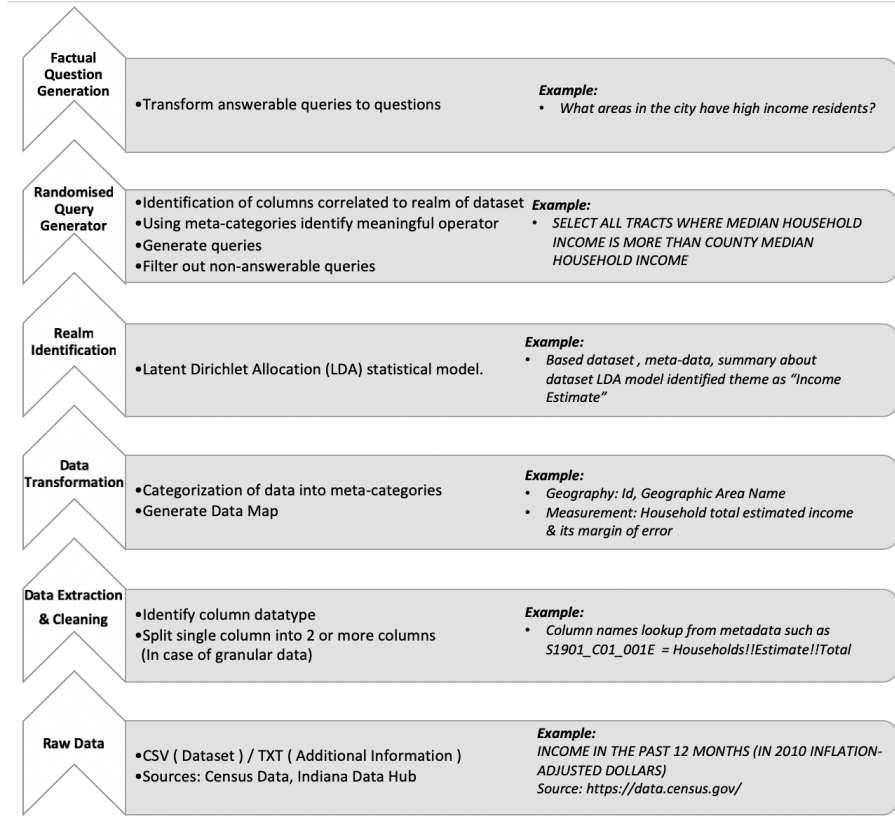 Factual
Question
Generation
•Transform answerable queries to questions
Example:
• What areas in the city have high income residents?
Randomised
Query
Generator
•Identification of columns correlated to realm of dataset
•Using meta-categories identify meaningful operator
•Generate queries
•Filter out non-answerable queries
Example:
• SELECT ALL TRACTS WHERE MEDIAN HOUSEHOLD
INCOME IS MORE THAN COUNTY MEDIAN
HOUSEHOLD INCOME
Realm
Identification
•Latent Dirichlet Allocation (LDA) statistical model.
Example:
• Based dataset , meta-data, summary about
dataset LDA model identified theme as “Income
Estimate”
Data
Transformation
•Categorization of data into meta-categories
•Generate Data Map
Example:
• Geography: Id, Geographic Area Name
• Measurement: Household total estimated income
& its margin of error
Data Extraction
& Cleaning
•Identify column datatype
•Split single column into 2 or more columns
(In case of granular data)
Example:
• Column names lookup from metadata such as
S1901_C01_001E = Households!!Estimate!!Total
Raw Data
•CSV ( Dataset ) / TXT ( Additional Information )
•Sources: Census Data, Indiana Data Hub
Example:
INCOME IN THE PAST 12 MONTHS (IN 2010 INFLATION-
ADJUSTED DOLLARS)
Source: https://data.census.gov/